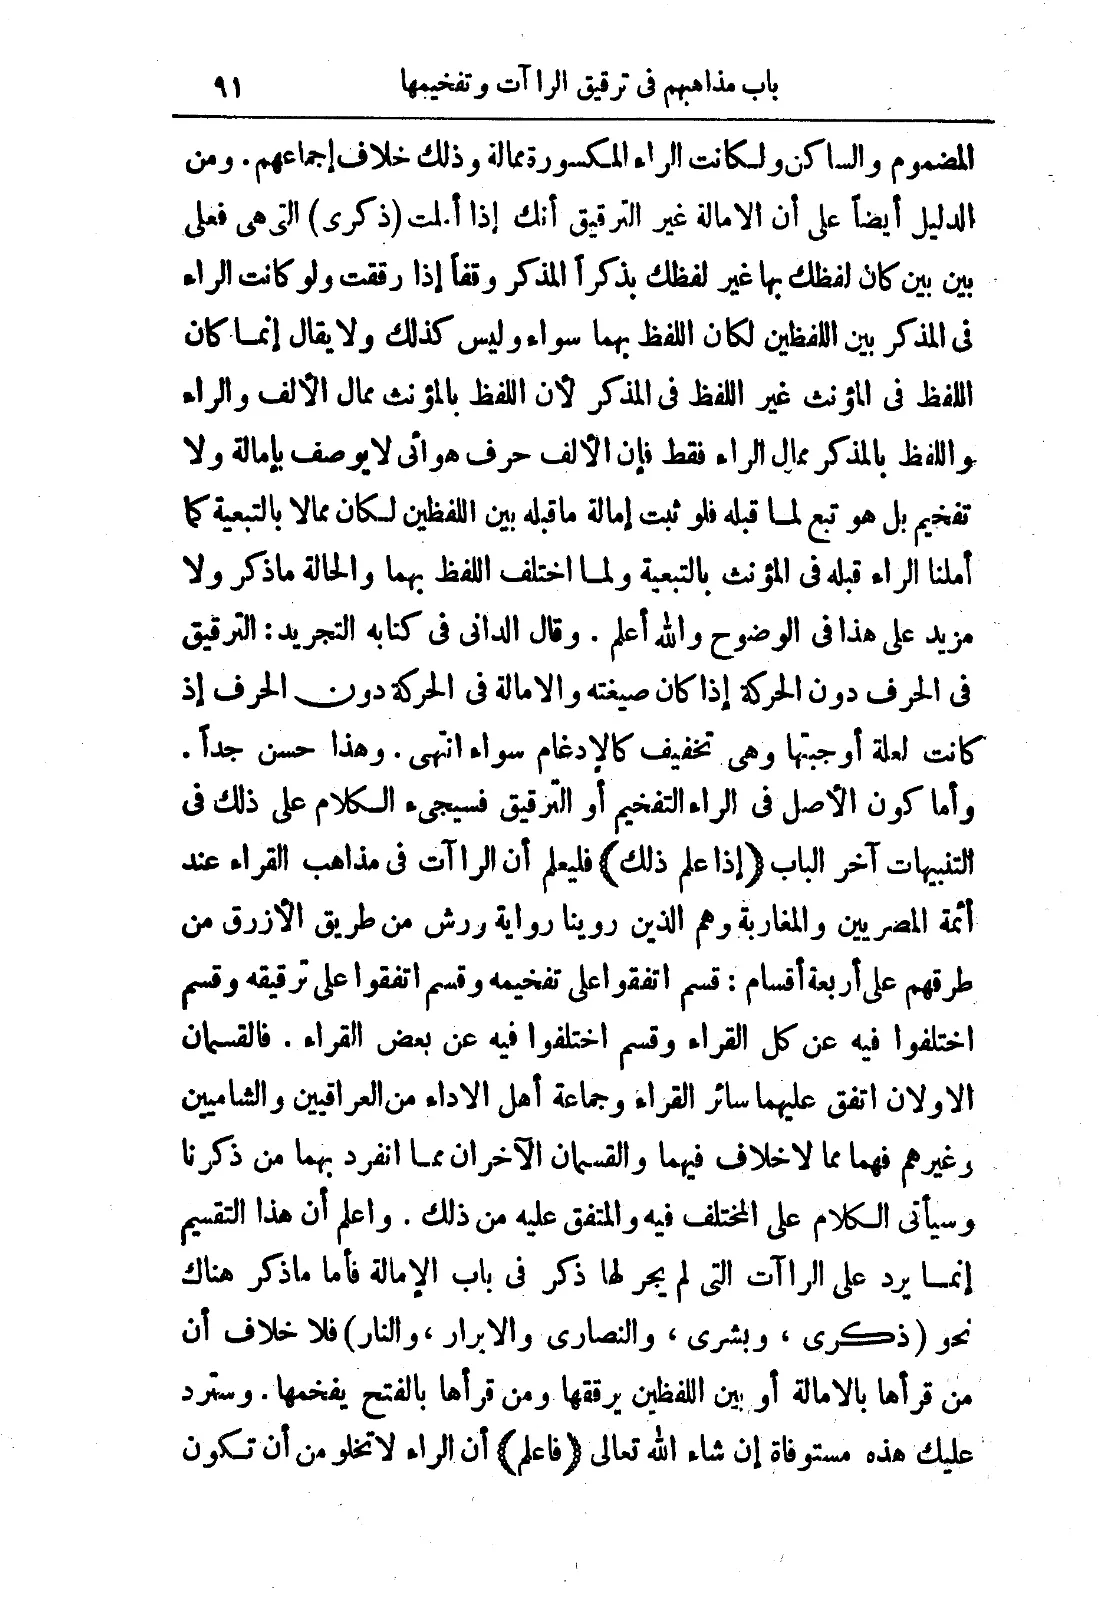 باب مذاهبهم فى ترقيق الراآت وتفخيمها ٩١
المضموم والساكن ولكانت الراء المكسورة ممالة وذلك خلاف إجماعهم . ومن
الدليل أيضاً على أن الامالة غير الترقيق أنك إذا أملت (ذكرى) التى هى فعلى
بين بين كان لفظك بها غير لفظك بذكراً المذكر وقفاً إذا رققت ولو كانت الراء
فى المذكر بين اللفظين لكان اللفظ بهما سواء وليس كذلك ولا يقال إنما كان
اللفظ فى المؤنث غير اللفظ فى المذكر لأن اللفظ بالمؤنث ممال الألف والراء
واللفظ بالمذكر ممال الراء فقط فإن الألف حرف هوائى لا يوصف بإمالة ولا
تفخيم بل هو تبع لما قبله فلو ثبت إمالة ماقبله بين اللفظين لكان ممالا بالتبعية كما
أملنا الراء قبله فى المؤنث بالتبعية ولما اختلف اللفظ بهما والحالة ماذكر ولا
مزيد على هذا فى الوضوح والله أعلم . وقال الدانى فى كتابه التجريد : الترقيق
فى الحرف دون الحركة إذا كان صيغته والامالة فى الحركة دون الحرف إذ
كانت لعلة أوجبتها وهى تخفيف كالإدغام سواء انتهى . وهذا حسن جداً .
وأما كون الأصل فى الراء التفخيم أو الترقيق فسيجىء الكلام على ذلك فى
التنبيهات آخر الباب (إذا علم ذلك) فليعلم أن الراآت فى مذاهب القراء عند
أئمة المصريين والمغاربة وهم الذين روينا رواية ورش من طريق الأزرق من
طرقهم على أربعة أقسام : قسم اتفقوا على تفخيمه وقسم اتفقوا على ترقيقه وقسم
اختلفوا فيه عن كل القراء وقسم اختلفوا فيه عن بعض القراء . فالقسمان
الاولان اتفق عليهما سائر القراء وجماعة أهل الاداء من العراقيين والشاميين
وغيرهم فهما مما لا خلاف فيهما والقسمان الآخران مما انفرد بهما من ذكرنا
وسيأتى الكلام على المختلف فيه والمتفق عليه من ذلك . واعلم أن هذا التقسيم
إنما يرد على الراآت التى لم يجر لها ذكر فى باب الإمالة فأما ماذكر هناك
نحو (ذكرى ، وبشرى ، والنصارى والابرار ، والنار) فلا خلاف أن
من قرأها بالامالة أو بين اللفظين يرققها ومن قرأها بالفتح يفخمها . وسترد
عليك هذه مستوفاة إن شاء الله تعالى (فاعلم) أن الراء لا تخلو من أن تكون